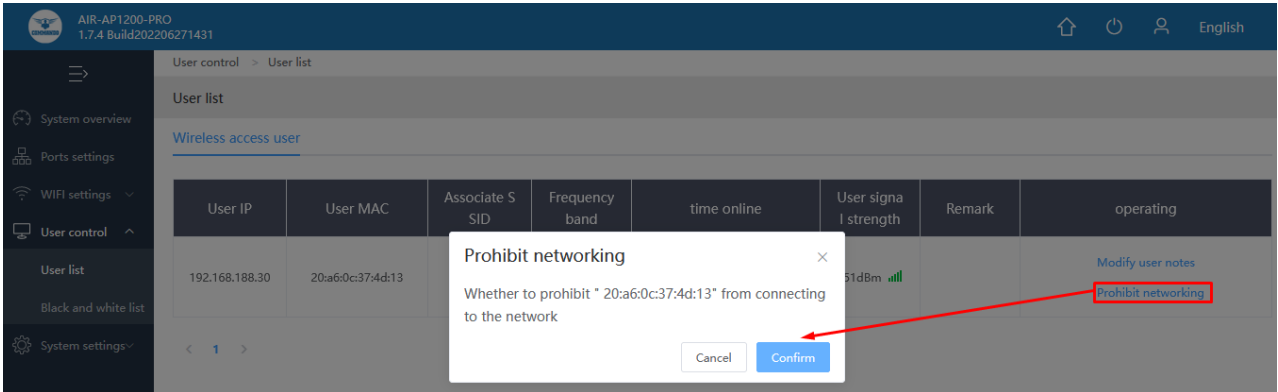 AIR-AP1200-PRO
1.7.4 Build202206271431
English
User control > User list
User list
System overview
Ports settings
WIFI settings
User control
User list
Black and white list
System settings
Wireless access user
User IP
User MAC
Associate S
SID
Frequency
band
time online
User signa
l strength
Remark
operating
192.168.188.30
20:a6:0c:37:4d:13
51dBm
Modify user notes
Prohibit networking
Prohibit networking
Whether to prohibit " 20:a6:0c:37:4d:13" from connecting
to the network
Cancel
Confirm
< 1 >